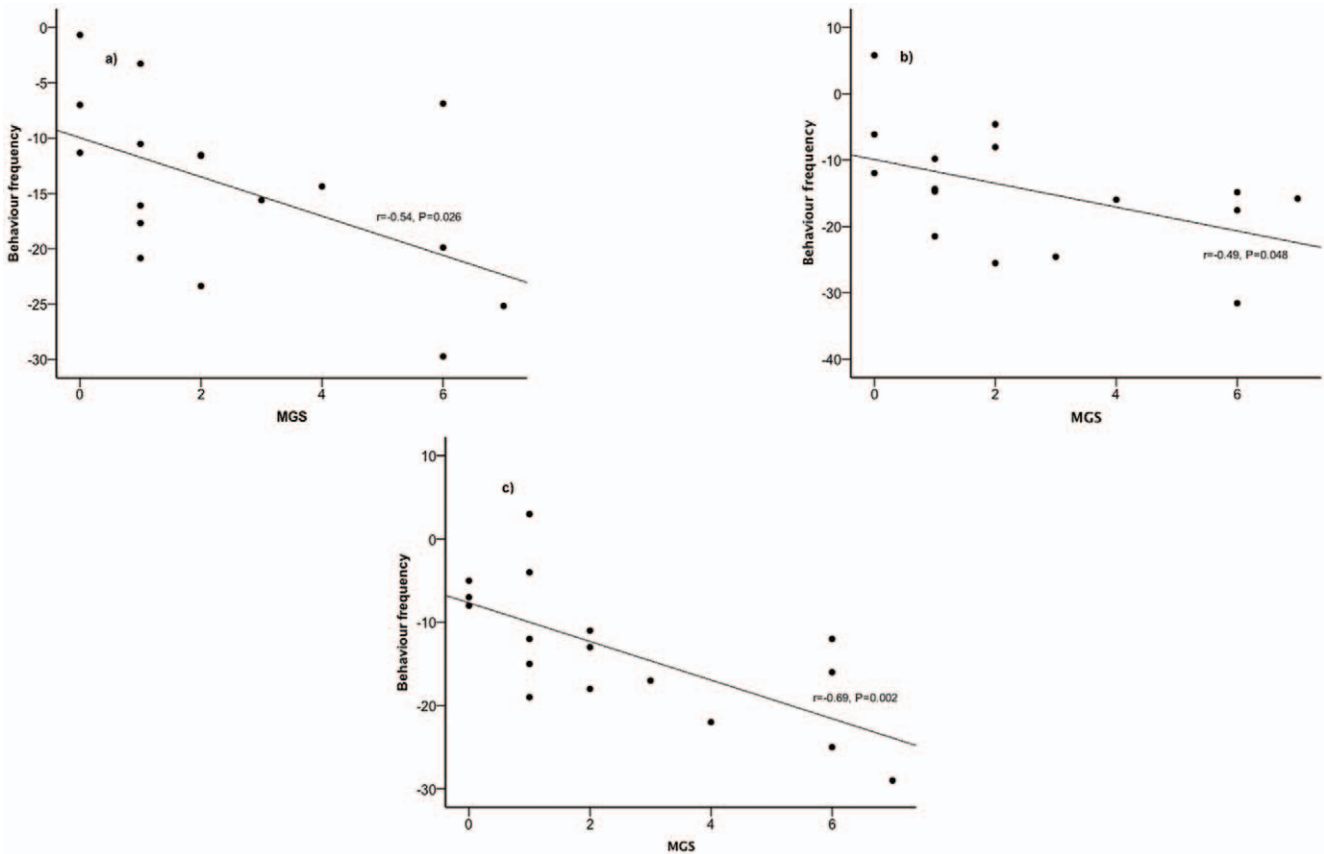 a)
Behaviour frequency
0
-5
-10
-15
-20
-25
-30
r=-0.54, P=0.026
0 2 4 6
MGS
b)
Behaviour frequency
10
0
-10
-20
-30
-40
r=-0.49, P=0.048
0 2 4 6
MGS
c)
Behaviour frequency
10
0
-10
-20
-30
r=-0.69, P=0.002
0 2 4 6
MGS